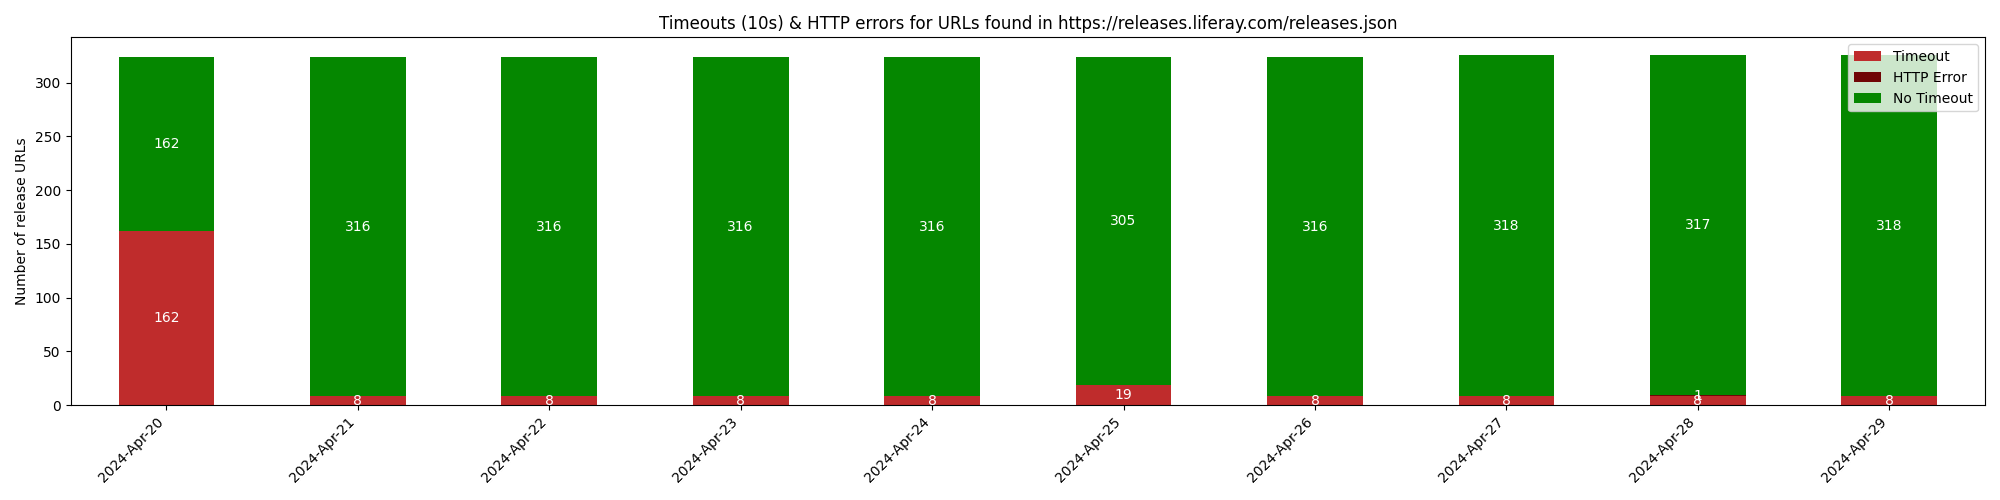 Timeouts (10s) & HTTP errors for URLs found in https://releases.liferay.com/releases.json
Timeout
HTTP Error
No Timeout
Number of release URLs
300
250
200
150
100
50
0
162
316
316
316
316
305
316
318
317
318
162
8
8
8
8
19
8
8
1
8
8
2024-Apr-20
2024-Apr-21
2024-Apr-22
2024-Apr-23
2024-Apr-24
2024-Apr-25
2024-Apr-26
2024-Apr-27
2024-Apr-28
2024-Apr-29